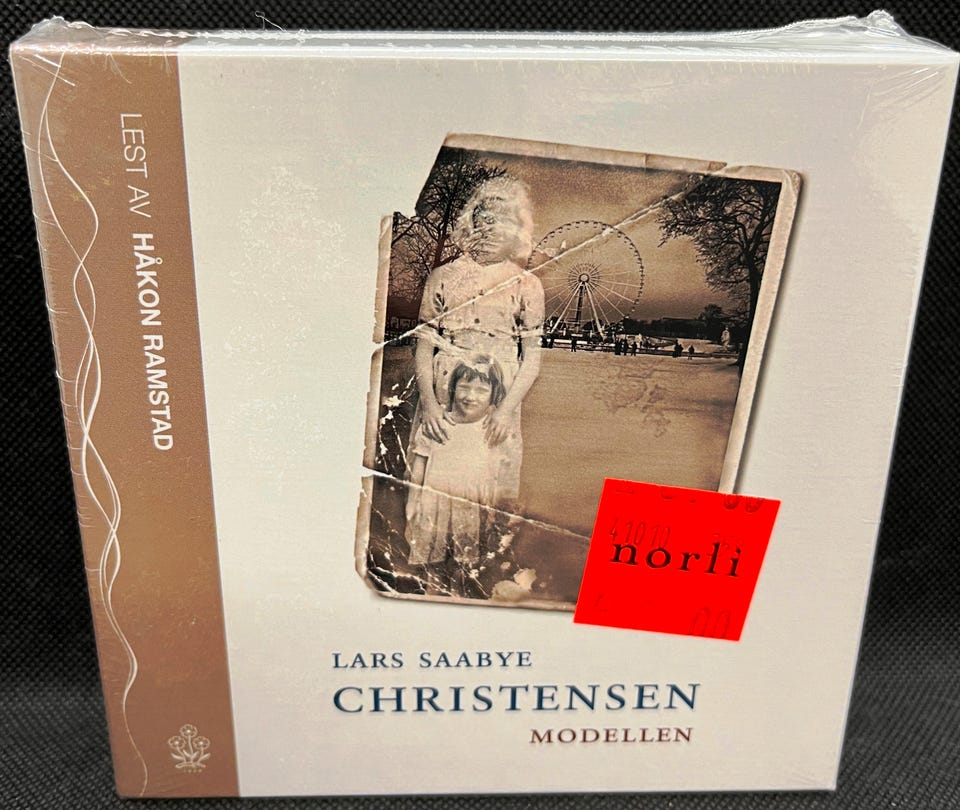 LEST AV HÅKON RAMSTAD
norli
LARS SAABYE
CHRISTENSEN
MODELLEN